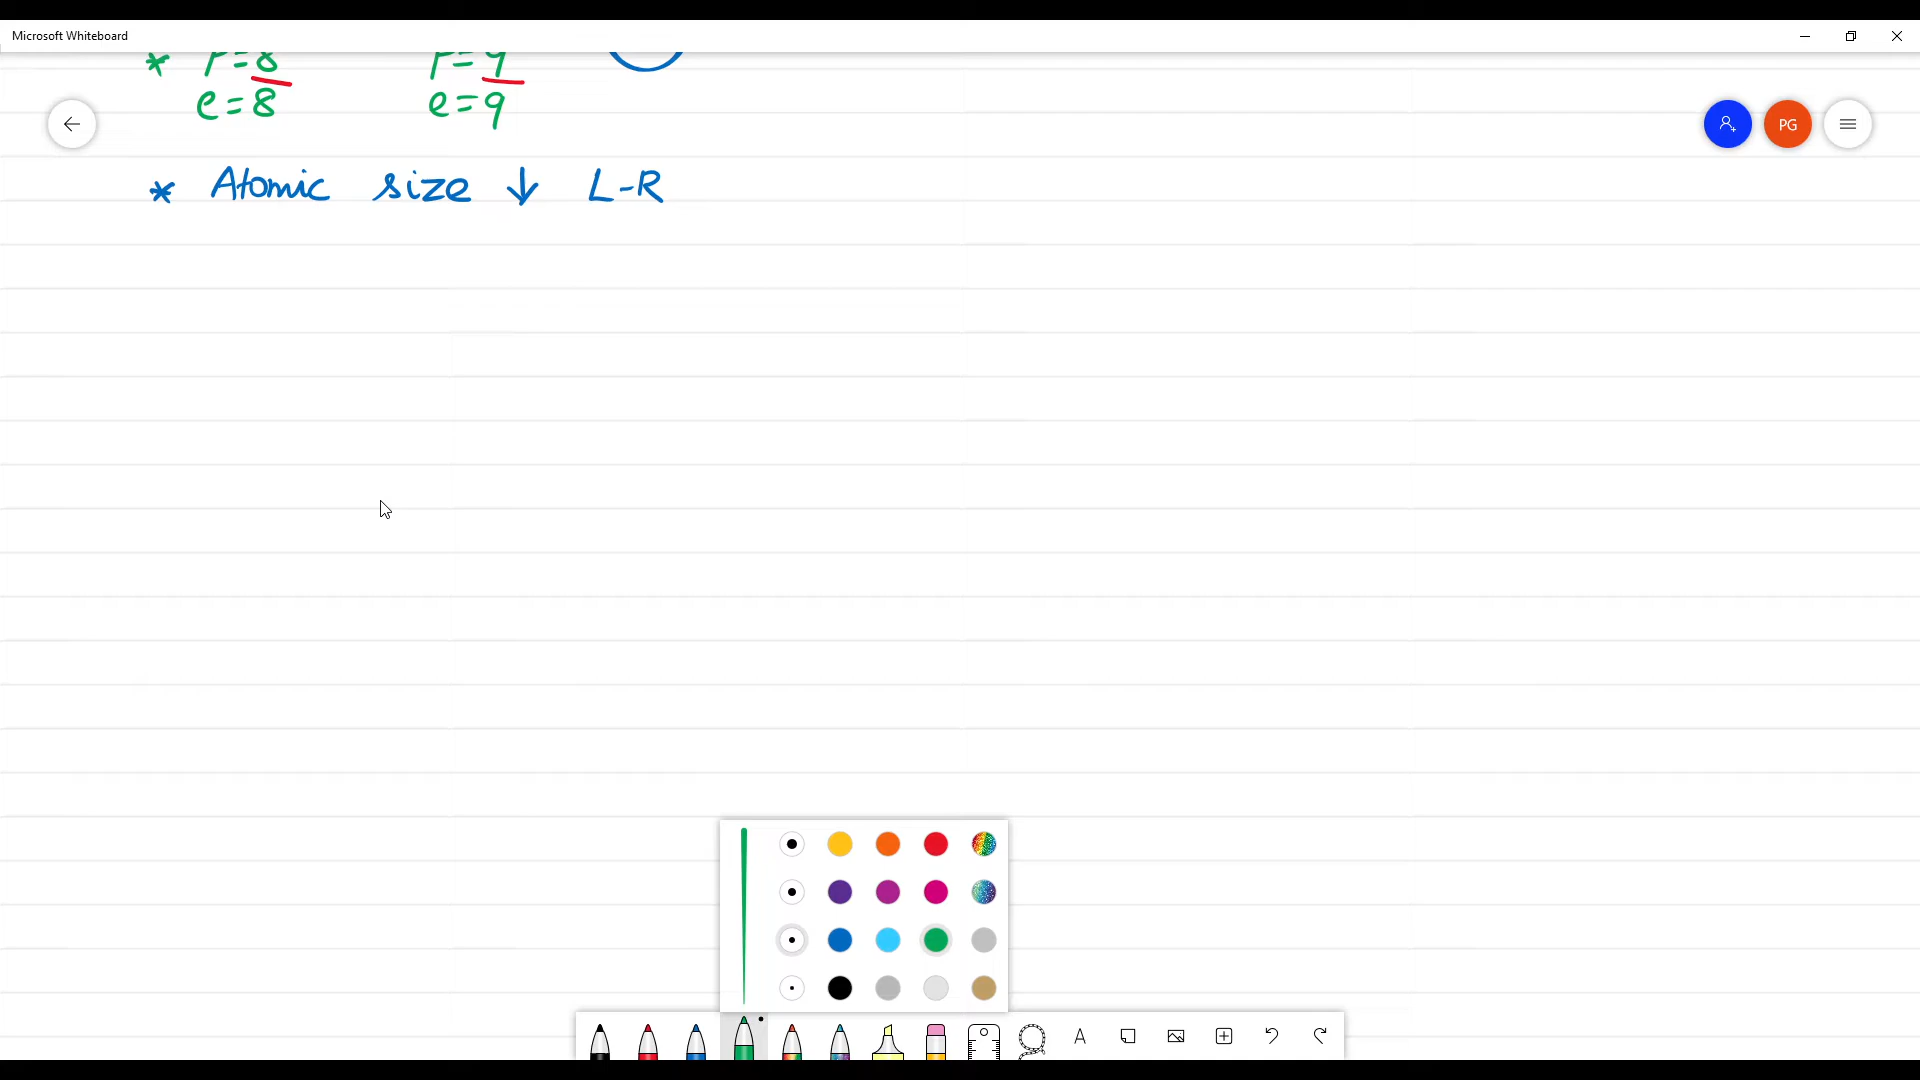 Microsoft Whiteboard
* P=8 P=9
e=8 e=9
PG
* Atomic size ↓ L-R
A